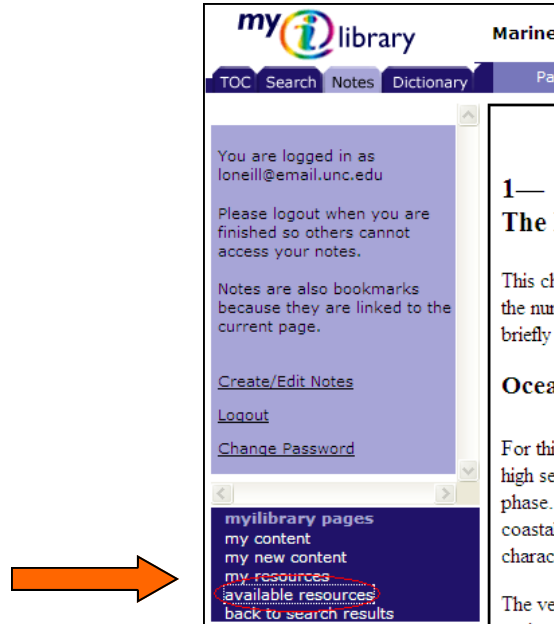 my i library
Marine
TOC Search Notes Dictionary
Pa
You are logged in as
loneill@email.unc.edu
Please logout when you are
finished so others cannot
access your notes.
Notes are also bookmarks
because they are linked to the
current page.
Create/Edit Notes
Logout
Change Password
myilibrary pages
my content
my new content
my resources
available resources
back to search results
1—
The
This ch
the nur
briefly
Ocea
For thi
high se
phase.
coasta
charac
The ve